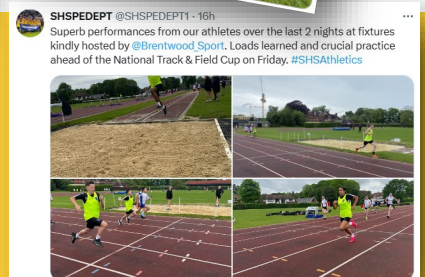 SHSPEDEPT @SHSPEDEPT1 · 16h
Superb performances from our athletes over the last 2 nights at fixtures
kindly hosted by @Brentwood_Sport. Loads learned and crucial practice
ahead of the National Track & Field Cup on Friday. #SHSAthletics